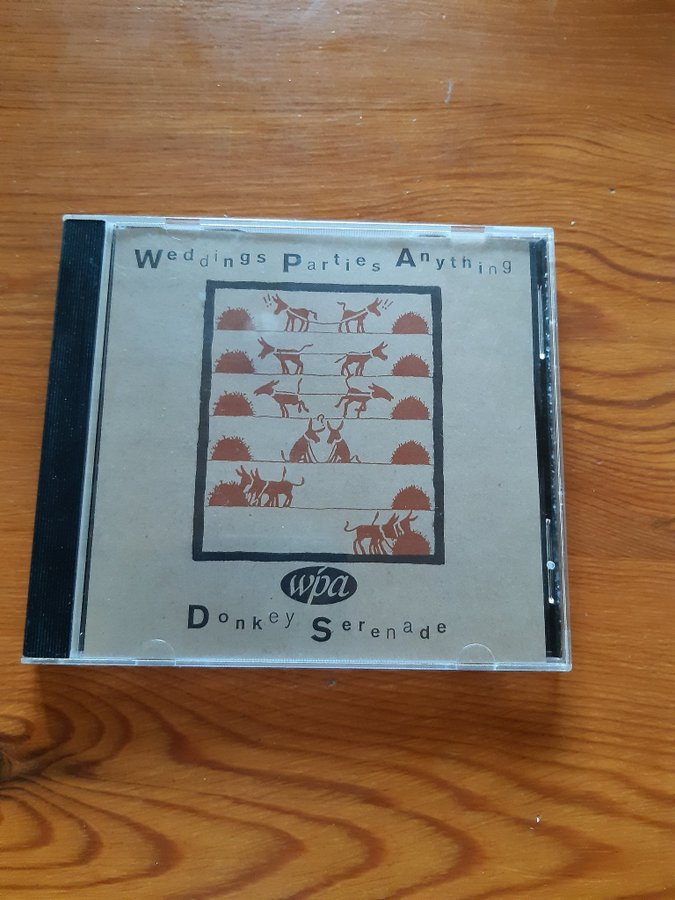 Weddings Parties Anything
wpa
Donkey Serenade